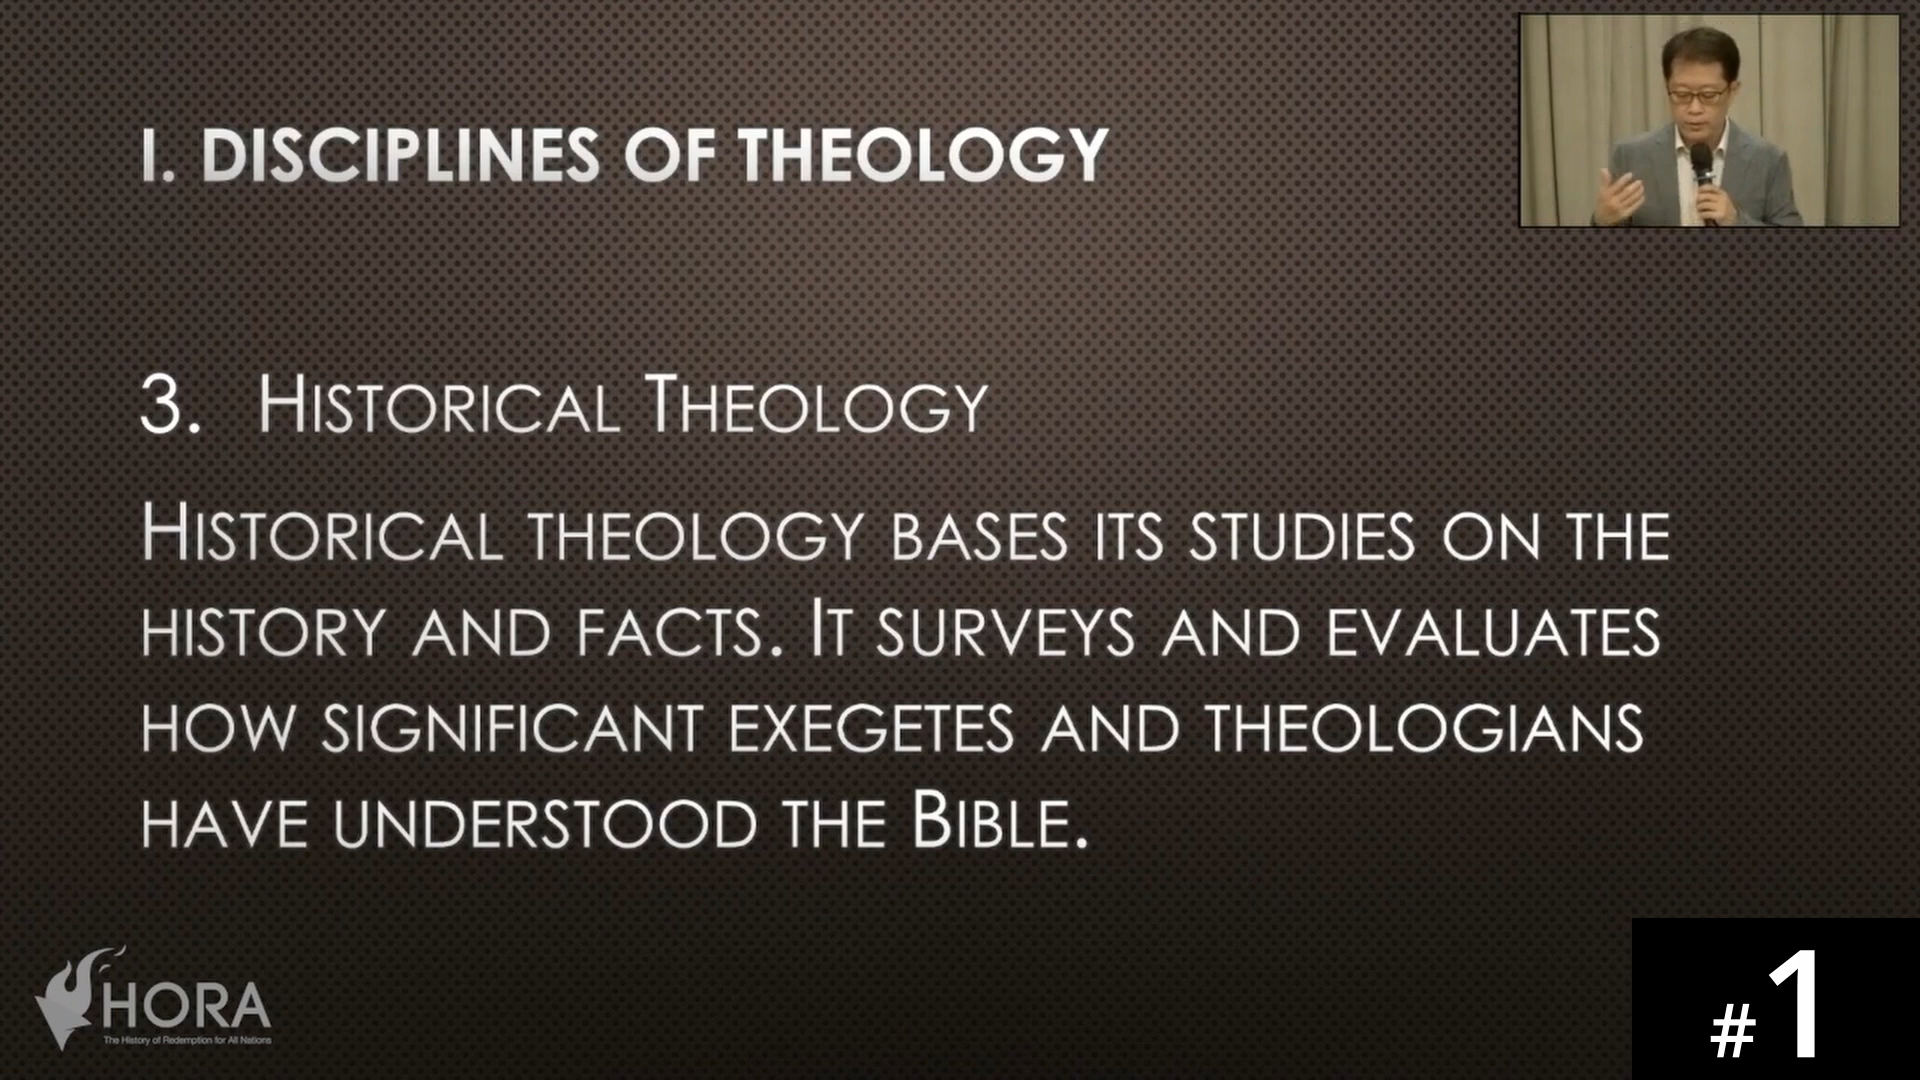 I. DISCIPLINES OF THEOLOGY
3. HISTORICAL THEOLOGY
HISTORICAL THEOLOGY BASES ITS STUDIES ON THE
HISTORY AND FACTS. IT SURVEYS AND EVALUATES
HOW SIGNIFICANT EXEGETES AND THEOLOGIANS
HAVE UNDERSTOOD THE BIBLE.
HORA
The History of Redemption for All Nations
#1